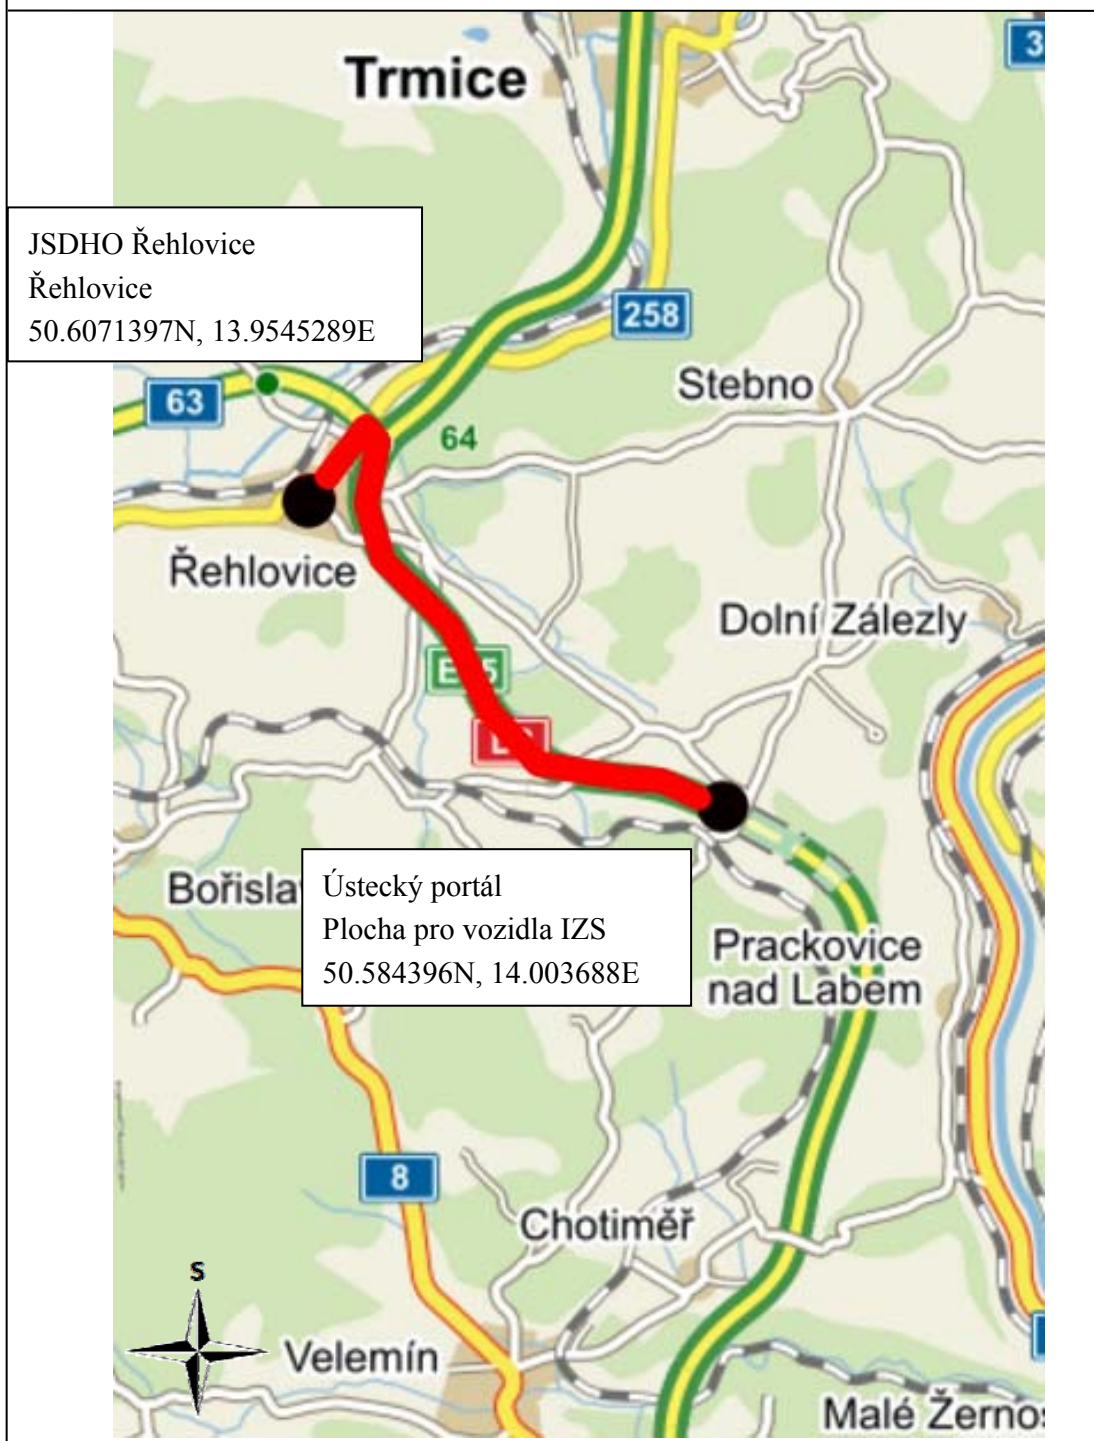 Trmice
JSDHO Řehlovice
Řehlovice
50.6071397N, 13.9545289E
258
63
Stebno
64
Řehlovice
Dolní Zálezly
Ústecký portál
Plocha pro vozidla IZS
50.584396N, 14.003688E
Prackovice
nad Labem
8
Chotiměř
S
Velemín